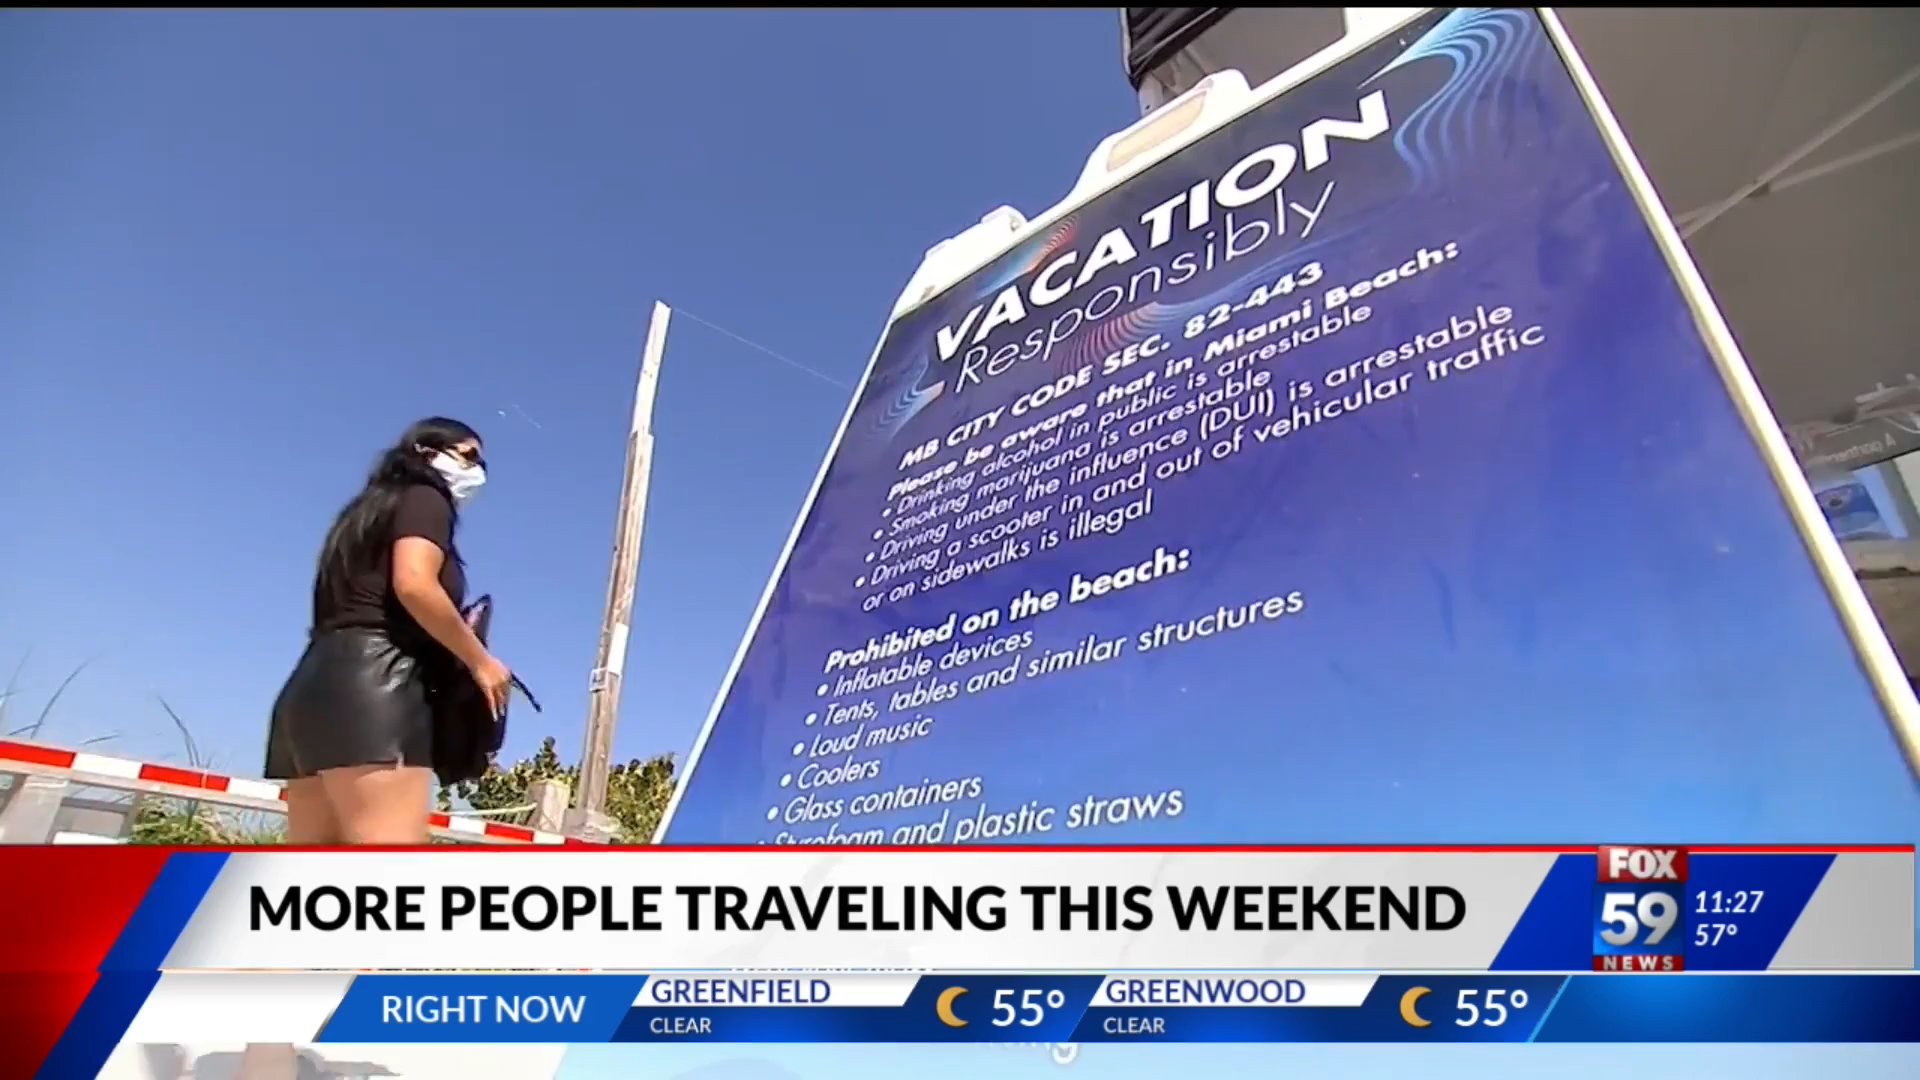 VACATION
Responsibly
MB CITY CODE SEC. 82-443
Please be aware that in Miami Beach:
• Drinking alcohol in public is arrestable
• Smoking marijuana is arrestable
• Driving under the influence (DUI) is arrestable
• Driving a scooter in and out of vehicular traffic
or on sidewalks is illegal
Prohibited on the beach:
• Inflatable devices
• Tents, tables and similar structures
• Loud music
• Coolers
• Glass containers
• Styrofoam and plastic straws
MORE PEOPLE TRAVELING THIS WEEKEND
FOX
59
NEWS
11:27
57°
RIGHT NOW
GREENFIELD
CLEAR
55°
GREENWOOD
CLEAR
55°